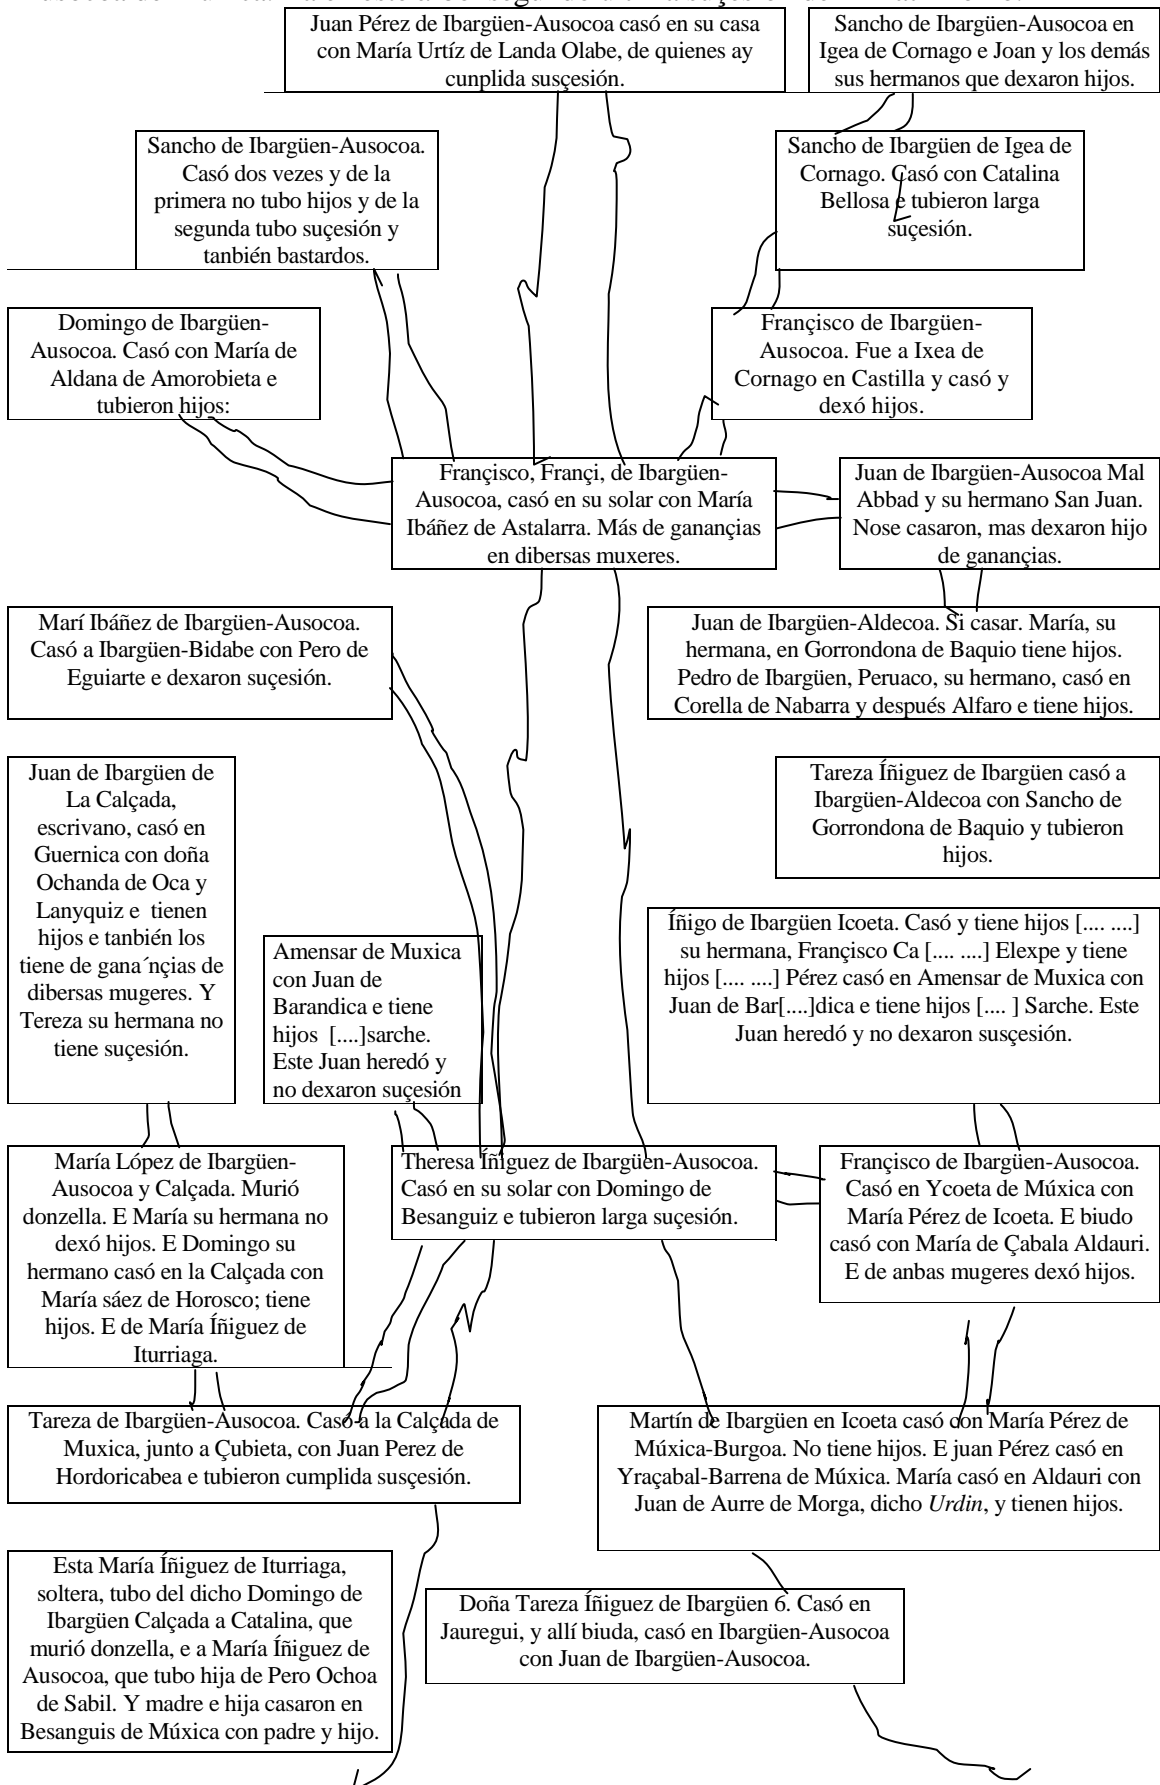 Juan Pérez de Ibargüen-Ausocoa casó en su casa
con María Urtíz de Landa Olabe, de quienes ay
cunplida susçesión.
Sancho de Ibargüen-Ausocoa en
Igea de Cornago e Joan y los demás
sus hermanos que dexaron hijos.
Sancho de Ibargüen-Ausocoa.
Casó dos vezes y de la
primera no tubo hijos y de la
segunda tubo suçesión y
tanbién bastardos.
Sancho de Ibargüen de Igea de
Cornago. Casó con Catalina
Bellosa e tubieron larga
suçesión.
Domingo de Ibargüen-
Ausocoa. Casó con María de
Aldana de Amorobieta e
tubieron hijos:
Françisco de Ibargüen-
Ausocoa. Fue a Ixea de
Cornago en Castilla y casó y
dexó hijos.
Françisco, Françi, de Ibargüen-
Ausocoa, casó en su solar con María
Ibáñez de Astalarra. Más de ganançias
en dibersas muxeres.
Juan de Ibargüen-Ausocoa Mal
Abbad y su hermano San Juan.
Nose casaron, mas dexaron hijo
de ganançias.
Marí Ibáñez de Ibargüen-Ausocoa.
Casó a Ibargüen-Bidabe con Pero de
Eguiarte e dexaron suçesión.
Juan de Ibargüen-Aldecoa. Si casar. María, su
hermana, en Gorrondona de Baquio tiene hijos.
Pedro de Ibargüen, Peruaco, su hermano, casó en
Corella de Nabarra y después Alfaro e tiene hijos.
Juan de Ibargüen de
La Calçada,
escrivano, casó en
Guernica con doña
Ochanda de Oca y
Lanyquiz e  tienen
hijos e tanbién los
tiene de gana´nçias de
dibersas mugeres. Y
Tereza su hermana no
tiene suçesión.
Tareza Íñiguez de Ibargüen casó a
Ibargüen-Aldecoa con Sancho de
Gorrondona de Baquio y tubieron
hijos.
Amensar de Muxica
con Juan de
Barandica e tiene
hijos  [....]sarche.
Este Juan heredó y
no dexaron suçesión
Íñigo de Ibargüen Icoeta. Casó y tiene hijos [.... ....]
su hermana, Françisco Ca [.... ....] Elexpe y tiene
hijos [.... ....] Pérez casó en Amensar de Muxica con
Juan de Bar[....]dica e tiene hijos [.... ] Sarche. Este
Juan heredó y no dexaron susçesión.
María López de Ibargüen-
Ausocoa y Calçada. Murió
donzella. E María su hermana no
dexó hijos. E Domingo su
hermano casó en la Calçada con
María sáez de Horosco; tiene
hijos. E de María Íñiguez de
Iturriaga.
Theresa Íñiguez de Ibargüen-Ausocoa.
Casó en su solar con Domingo de
Besanguiz e tubieron larga suçesión.
Françisco de Ibargüen-Ausocoa.
Casó en Ycoeta de Múxica con
María Pérez de Icoeta. E biudo
casó con María de Çabala Aldauri.
E de anbas mugeres dexó hijos.
Tareza de Ibargüen-Ausocoa. Casó a la Calçada de
Muxica, junto a Çubieta, con Juan Perez de
Hordoricabea e tubieron cumplida susçesión.
Martín de Ibargüen en Icoeta casó con María Pérez de
Múxica-Burgoa. No tiene hijos. E juan Pérez casó en
Yraçabal-Barrena de Múxica. María casó en Aldauri con
Juan de Aurre de Morga, dicho Urdin, y tienen hijos.
Esta María Íñiguez de Iturriaga,
soltera, tubo del dicho Domingo de
Ibargüen Calçada a Catalina, que
murió donzella, e a María Íñiguez de
Ausocoa, que tubo hija de Pero Ochoa
de Sabil. Y madre e hija casaron en
Besanguis de Múxica con padre y hijo.
Doña Tareza Íñiguez de Ibargüen 6. Casó en
Jauregui, y allí biuda, casó en Ibargüen-Ausocoa
con Juan de Ibargüen-Ausocoa.